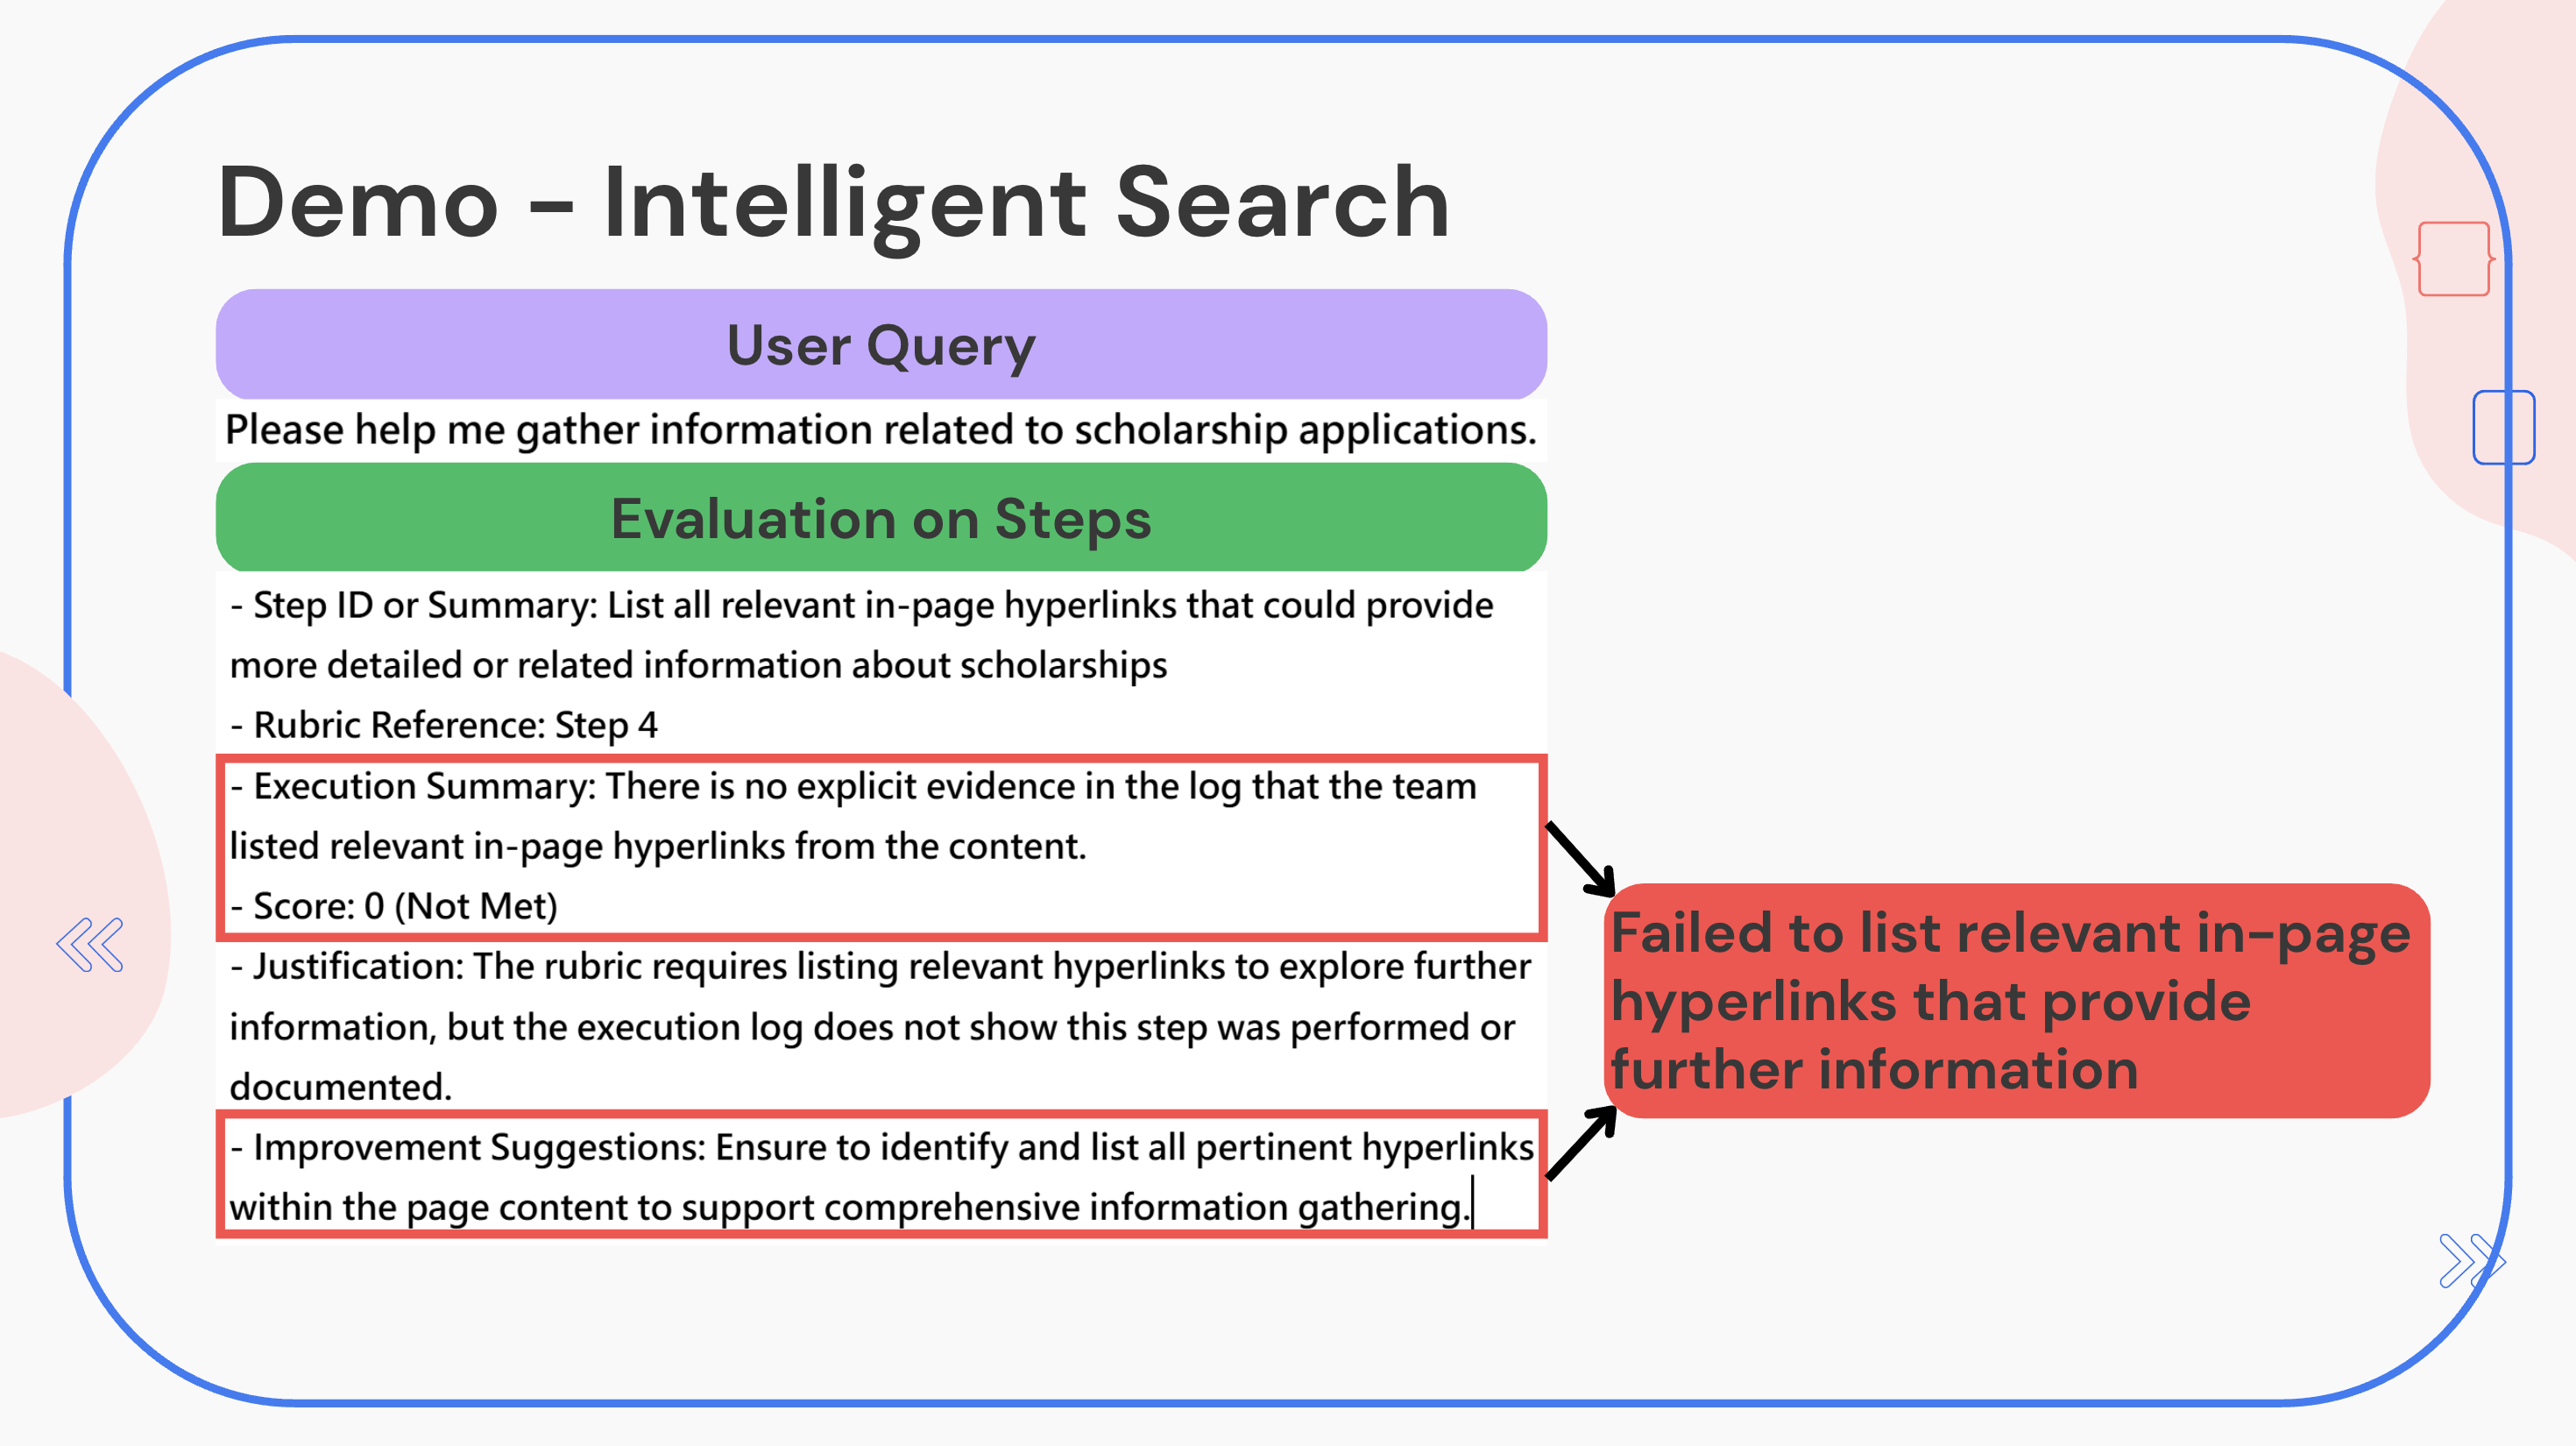 Demo - Intelligent Search
User Query
Please help me gather information related to scholarship applications.
Evaluation on Steps
- Step ID or Summary: List all relevant in-page hyperlinks that could provide
more detailed or related information about scholarships
- Rubric Reference: Step 4
- Execution Summary: There is no explicit evidence in the log that the team
listed relevant in-page hyperlinks from the content.
- Score: 0 (Not Met)
- Justification: The rubric requires listing relevant hyperlinks to explore further
information, but the execution log does not show this step was performed or
documented.
- Improvement Suggestions: Ensure to identify and list all pertinent hyperlinks
within the page content to support comprehensive information gathering.
Failed to list relevant in-page
hyperlinks that provide
further information